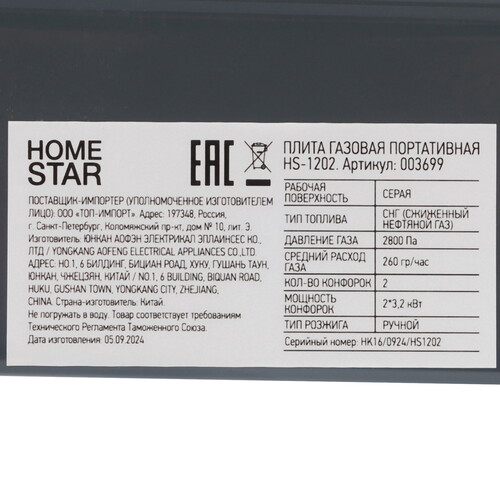 HOME
STAR
EAC
ПОСТАВЩИК-ИМПОРТЕР (УПОЛНОМОЧЕННОЕ ИЗГОТОВИТЕЛЕМ
ЛИЦО): ООО «ТОП-ИМПОРТ». Адрес: 197348, Россия,
г. Санкт-Петербург, Коломяжский пр-кт, дом № 10, лит. З
Изготовитель: ЮНКАН АОФЭН ЭЛЕКТРИКАЛ ЭПЛАИНСЕС КО.,
ЛТД / YONGKANG AOFENG ELECTRICAL APPLIANCES CO.,LTD
Адрес: NO.1, 6 БИЛДИНГ, БИЦИАН РОАД, ХУКУ, ГУШАНЬ ТАУН,
ЮНКАН, ЧЖЕЦЗЯН, Китай/NO.1, 6 BUILDING, BIQUAN ROAD,
HUKU, GUSHAN TOWN, YONGKANG CITY, ZHEJIANG,
CHINA. Страна-изготовитель: Китай.
Не погружать в воду. Товар соответствует требованиям
Технического Регламента Таможенного Союза.
Дата изготовления: 05.09.2024
ПЛИТА ГАЗОВАЯ ПОРТАТИВНАЯ
HS-1202. Артикул: 003699
РАБОЧАЯ ПОВЕРХНОСТЬ СЕРАЯ
ТИП ТОПЛИВА СНГ (СЖИЖЕННЫЙ НЕФТЯНОЙ ГАЗ)
ДАВЛЕНИЕ ГАЗА 2800 Па
СРЕДНИЙ РАСХОД ГАЗА 260 гр/час
КОЛ-ВО КОНФОРОК 2
МОЩНОСТЬ КОНФОРОК 2*3,2 кВт
ТИП РОЗЖИГА РУЧНОЙ
Серийный номер: HK16/0924/HS1202